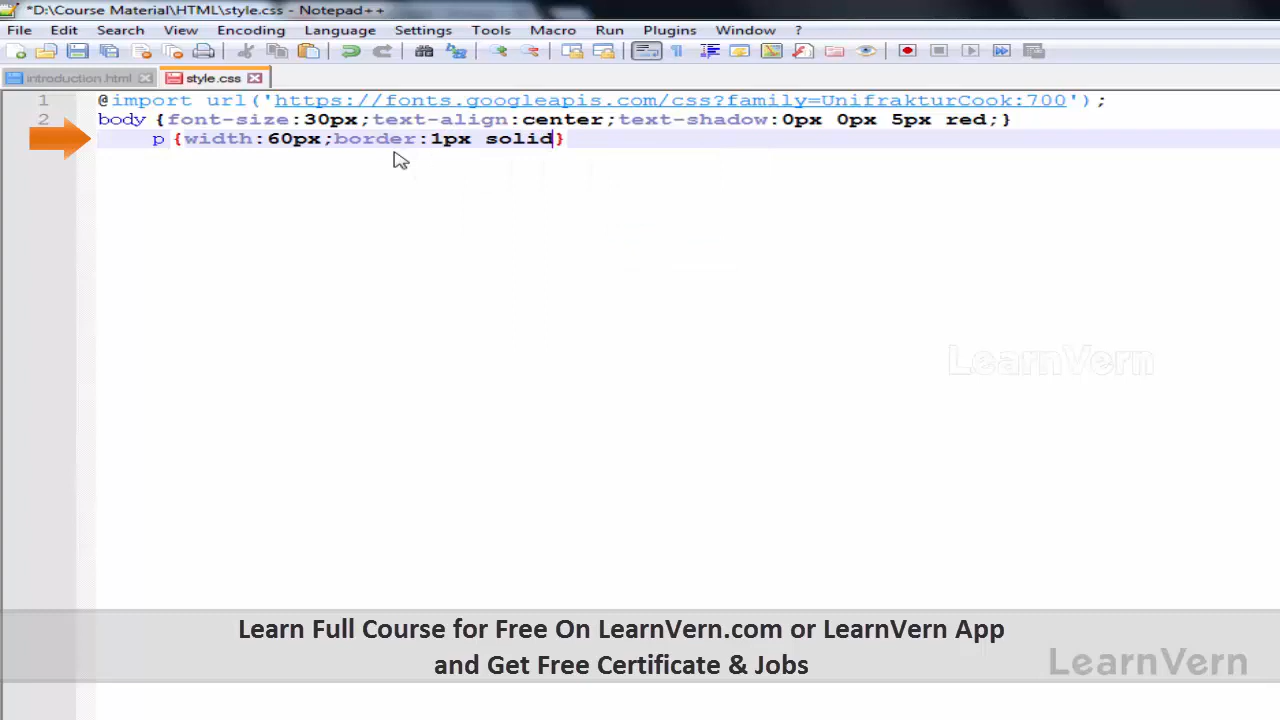 *D:\Course Material\HTML\style.css - Notepad++
File Edit Search View Encoding Language Settings Tools Macro Run Plugins Window ?
introduction.html style.css
1 @import url('https://fonts.googleapis.com/css?family=UnifrakturCook:700');
2 body {font-size:30px;text-align:center;text-shadow:0px 0px 5px red;}
p {width:60px;border:1px solid}
LearnVern
Learn Full Course for Free On LearnVern.com or LearnVern App
and Get Free Certificate & Jobs
LearnVern